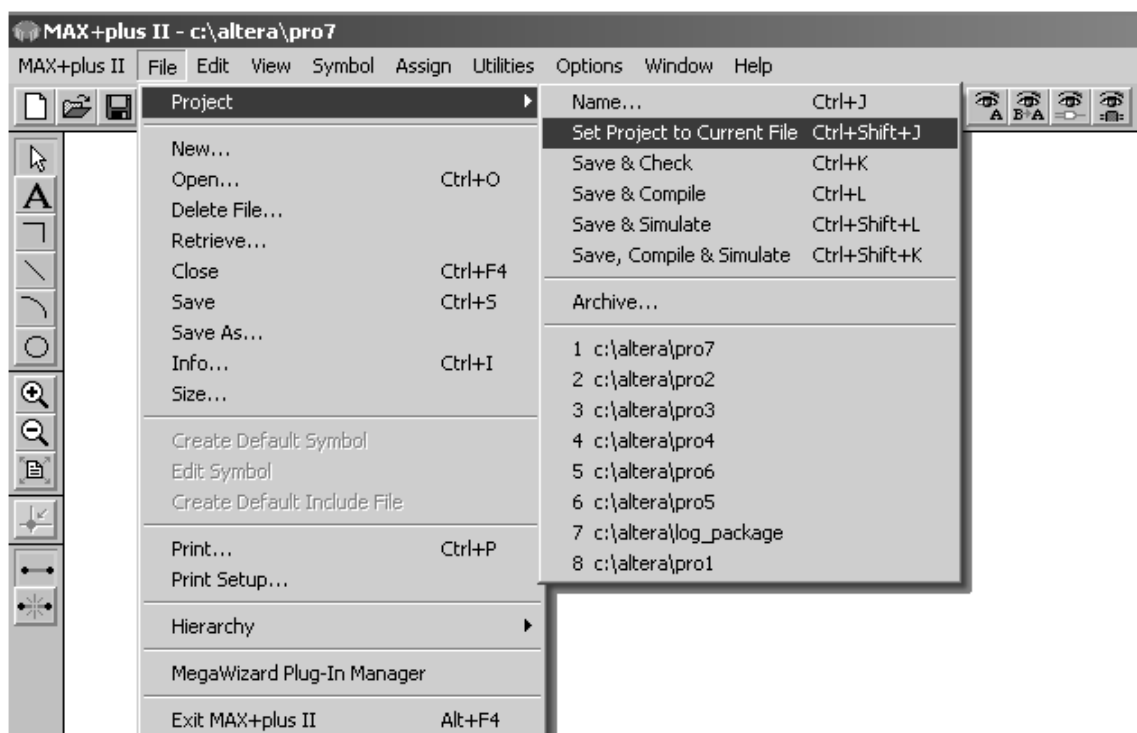 MAX+plus II - c:\altera\pro7
MAX+plus II File Edit View Symbol Assign Utilities Options Window Help
A B A
Project
New...
Open... Ctrl+O
Delete File...
Retrieve...
Close Ctrl+F4
Save Ctrl+S
Save As...
Info... Ctrl+I
Size...
Create Default Symbol
Edit Symbol
Create Default Include File
Print... Ctrl+P
Print Setup...
Hierarchy
MegaWizard Plug-In Manager
Exit MAX+plus II Alt+F4
Name... Ctrl+J
Set Project to Current File Ctrl+Shift+J
Save & Check Ctrl+K
Save & Compile Ctrl+L
Save & Simulate Ctrl+Shift+L
Save, Compile & Simulate Ctrl+Shift+K
Archive...
1 c:\altera\pro7
2 c:\altera\pro2
3 c:\altera\pro3
4 c:\altera\pro4
5 c:\altera\pro6
6 c:\altera\pro5
7 c:\altera\log_package
8 c:\altera\pro1
A